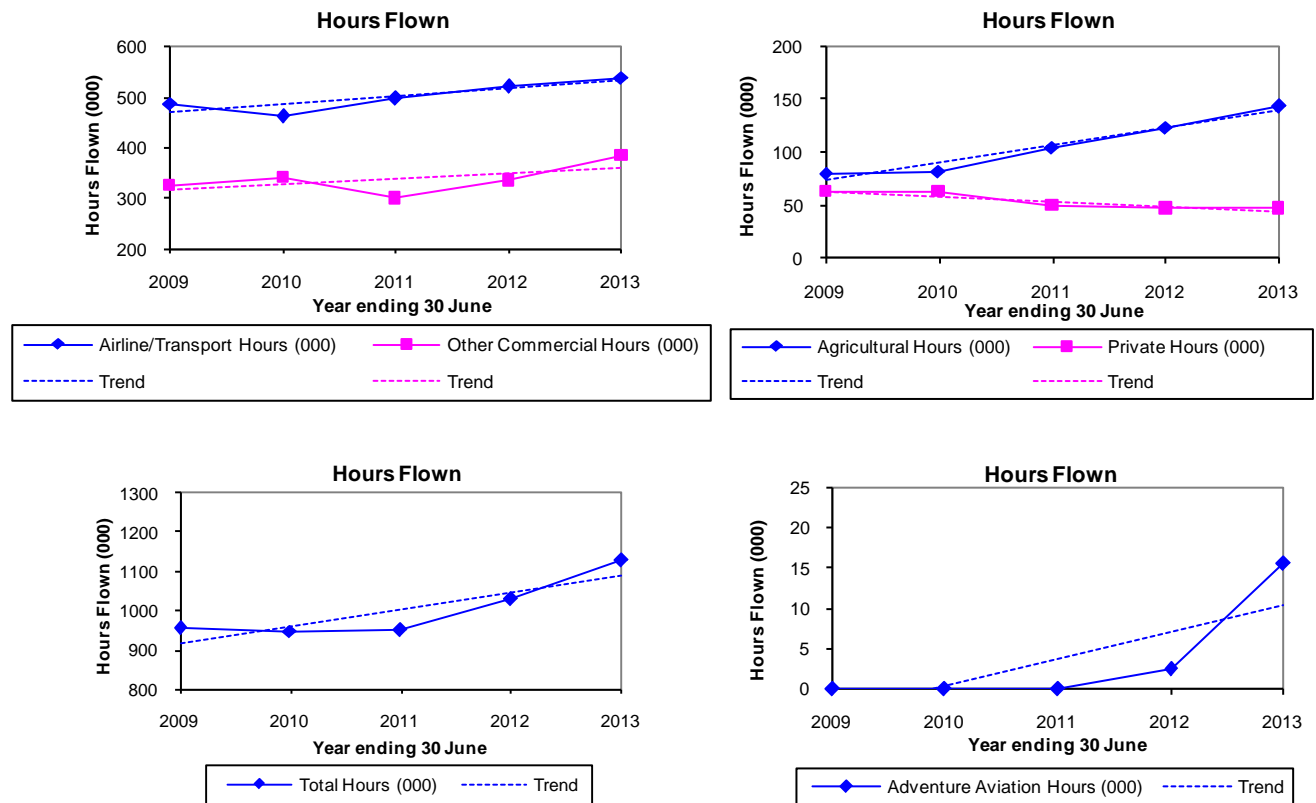 Hours Flown
600
500
400
300
200
Hours Flown (000)
2009 2010 2011 2012 2013
Year ending 30 June
Airline/Transport Hours (000) Other Commercial Hours (000)
Trend Trend
Hours Flown
200
150
100
50
0
Hours Flown (000)
2009 2010 2011 2012 2013
Year ending 30 June
Agricultural Hours (000) Private Hours (000)
Trend Trend
Hours Flown
1300
1200
1100
1000
900
800
Hours Flown (000)
2009 2010 2011 2012 2013
Year ending 30 June
Total Hours (000) Trend
Hours Flown
25
20
15
10
5
0
Hours Flown (000)
2009 2010 2011 2012 2013
Year ending 30 June
Adventure Aviation Hours (000) Trend